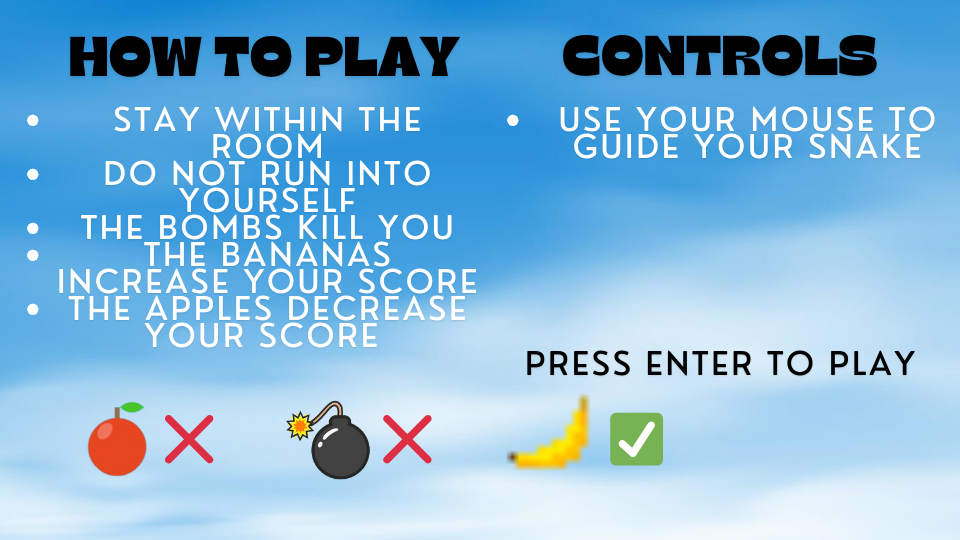 HOW TO PLAY
• STAY WITHIN THE
ROOM
• DO NOT RUN INTO
YOURSELF
• THE BOMBS KILL YOU
• THE BANANAS
INCREASE YOUR SCORE
• THE APPLES DECREASE
YOUR SCORE
CONTROLS
• USE YOUR MOUSE TO
GUIDE YOUR SNAKE
PRESS ENTER TO PLAY